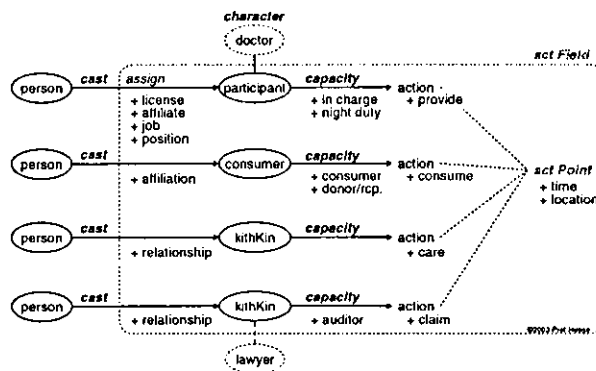 character
doctor
act Field
person cast assign participant capacity action
+ license + in charge + provide
+ affiliate + night duty
+ job
+ position
person cast consumer capacity action
+ affiliation + consumer + consume
+ donor/rcp.
act Point
+ time
+ location
person cast kithKin capacity action
+ relationship + care
person cast kithKin capacity action
+ relationship + auditor + claim
lawyer